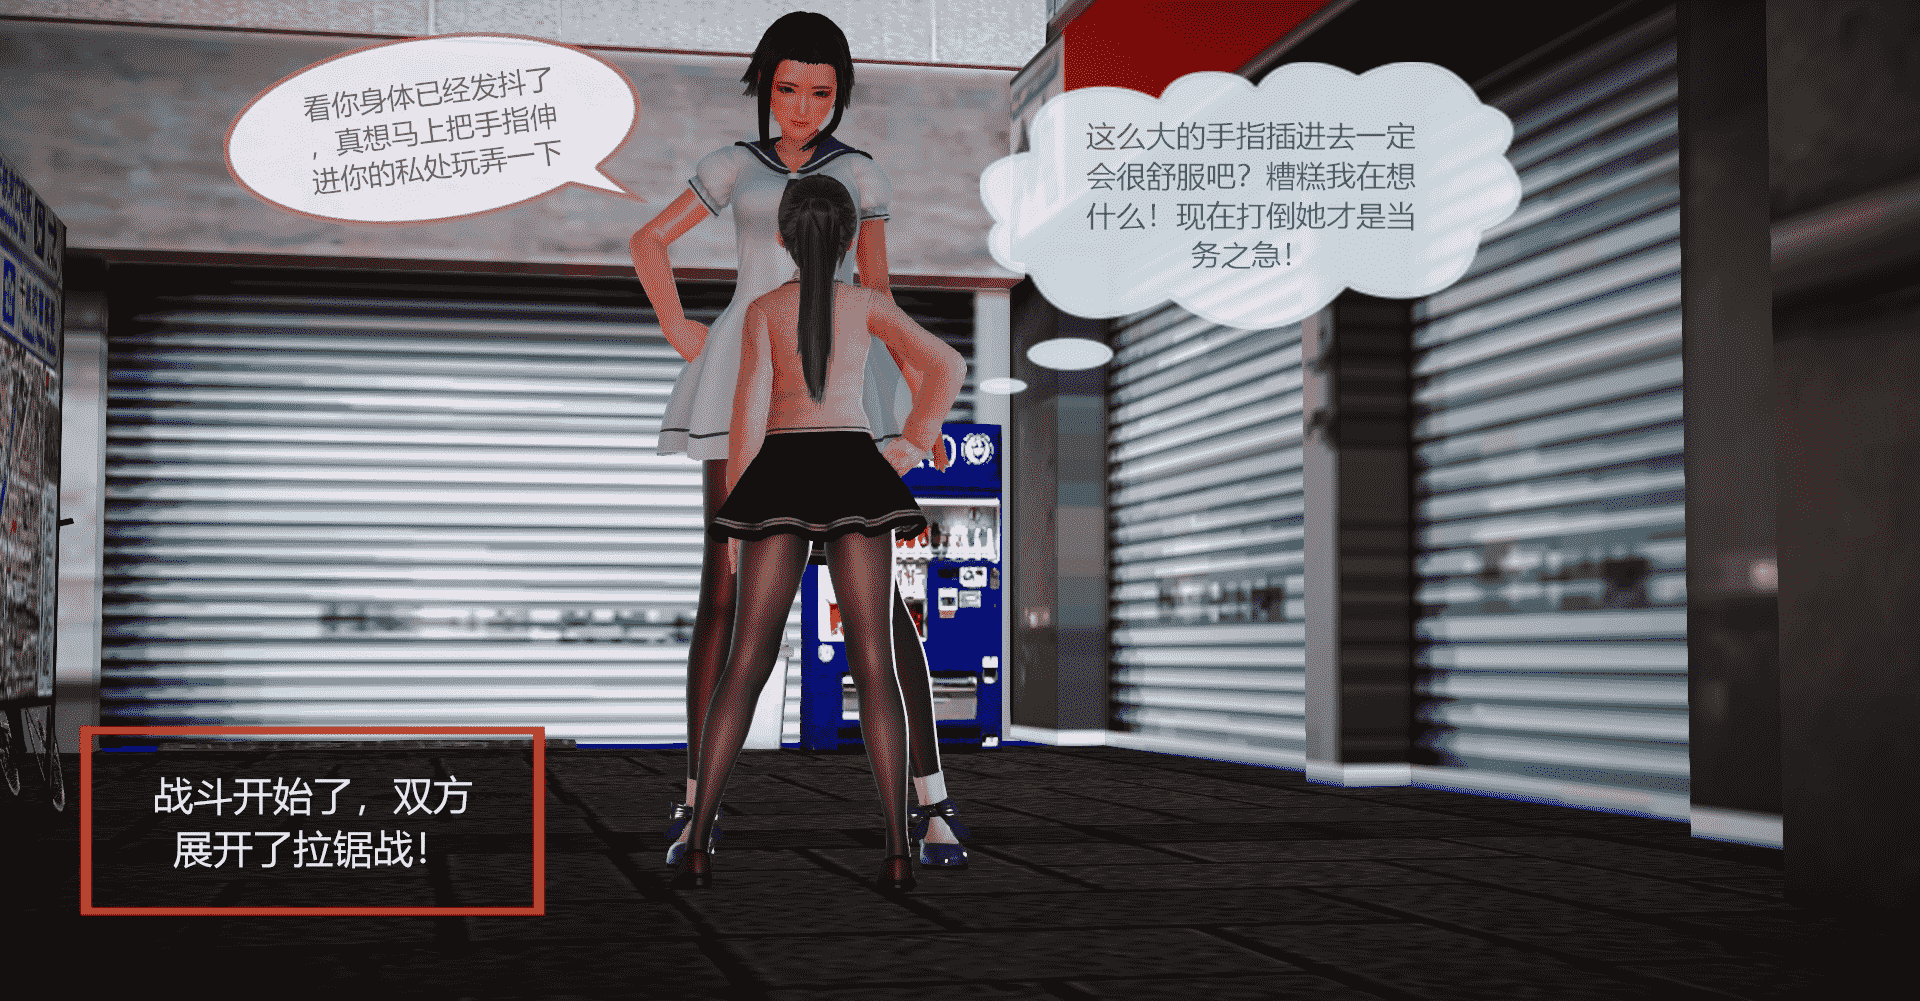 看你身体已经发抖了
，真想马上把手指伸
进你的私处玩弄一下
这么大的手指插进去一定
会很舒服吧？糟糕我在想
什么！现在打倒她才是当
务之急！
战斗开始了，双方
展开了拉锯战！